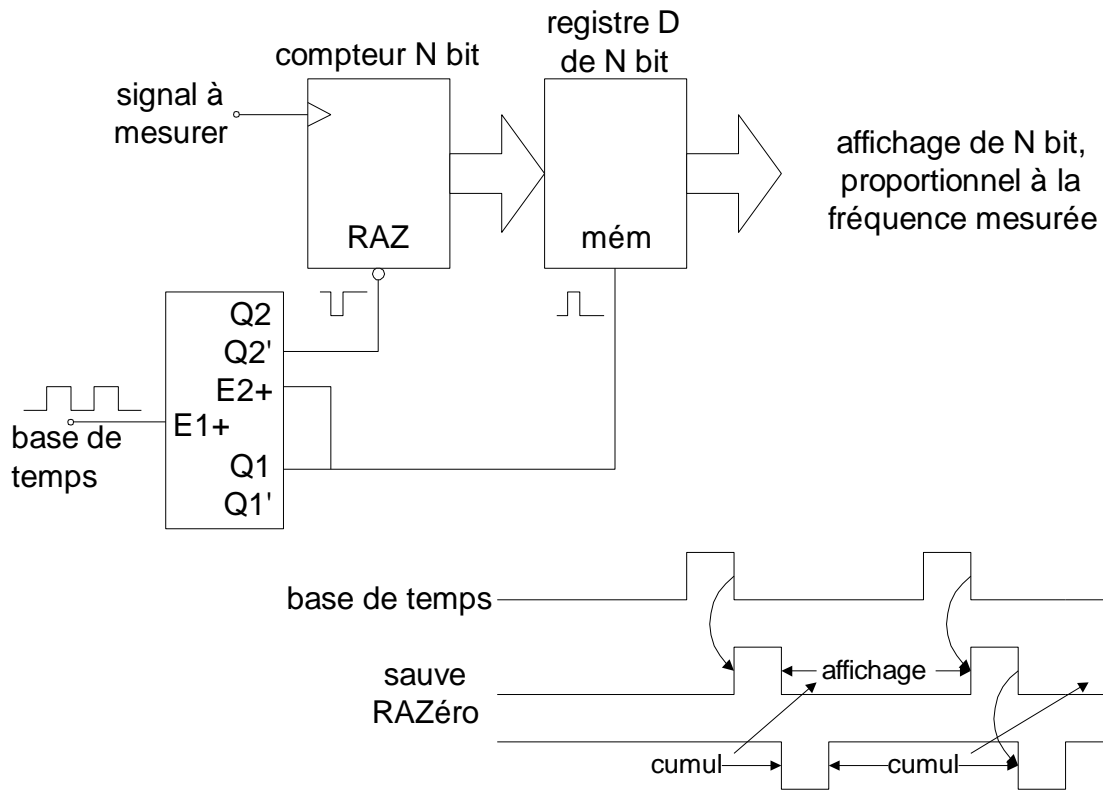 registre D
de N bit
compteur N bit
signal à
mesurer
affichage de N bit,
proportionnel à la
fréquence mesurée
RAZ
mém
Q2
Q2'
E2+
E1+
base de
temps
Q1
Q1'
base de temps
sauve
affichage
RAZéro
cumul
cumul